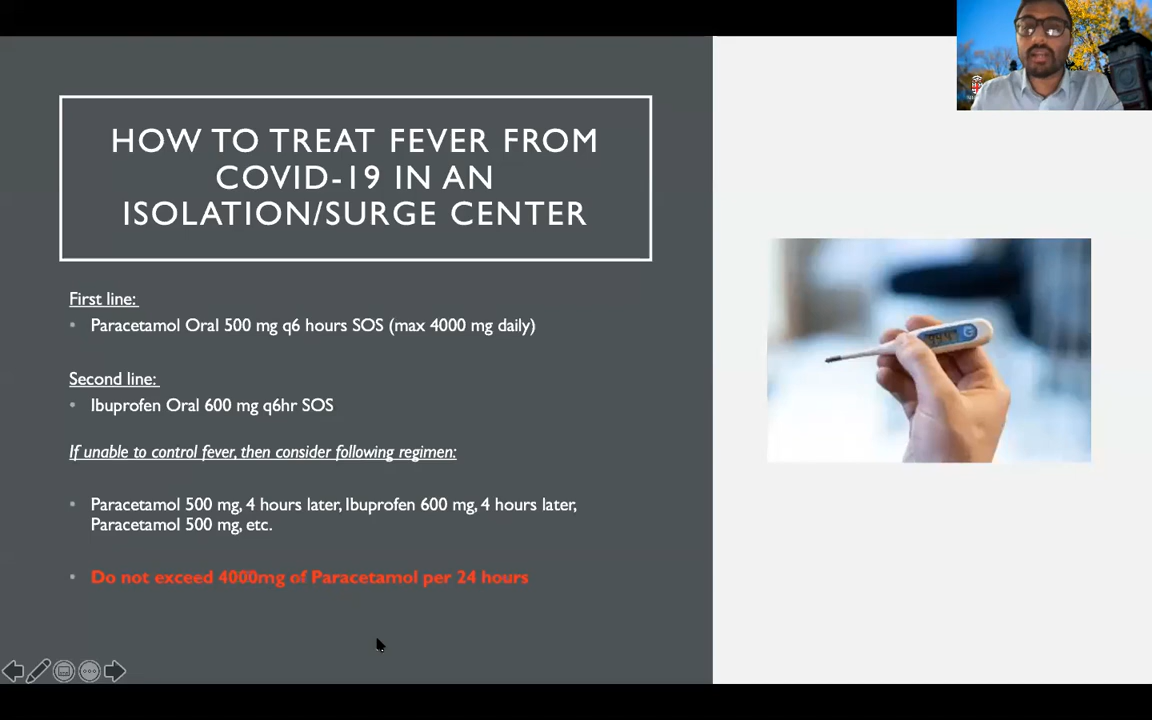 HOW TO TREAT FEVER FROM
COVID-19 IN AN
ISOLATION/SURGE CENTER
First line:
• Paracetamol Oral 500 mg q6 hours SOS (max 4000 mg daily)
Second line:
• Ibuprofen Oral 600 mg q6hr SOS
If unable to control fever, then consider following regimen:
• Paracetamol 500 mg, 4 hours later, Ibuprofen 600 mg, 4 hours later,
Paracetamol 500 mg, etc.
• Do not exceed 4000mg of Paracetamol per 24 hours